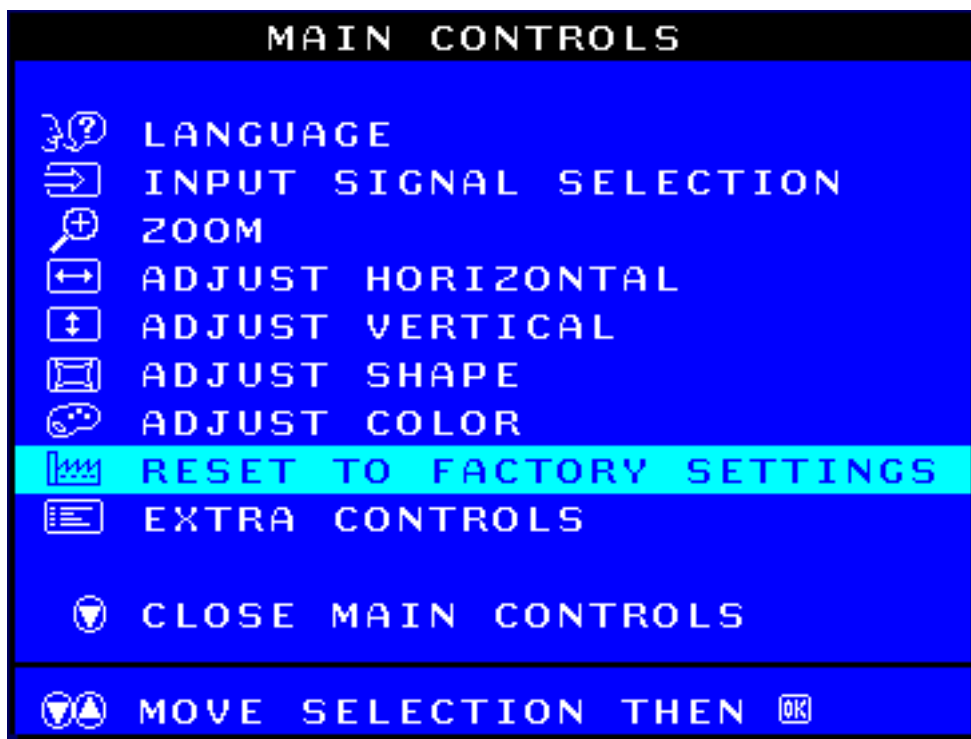 MAIN CONTROLS
LANGUAGE
INPUT SIGNAL SELECTION
ZOOM
ADJUST HORIZONTAL
ADJUST VERTICAL
ADJUST SHAPE
ADJUST COLOR
RESET TO FACTORY SETTINGS
EXTRA CONTROLS
CLOSE MAIN CONTROLS
MOVE SELECTION THEN OK